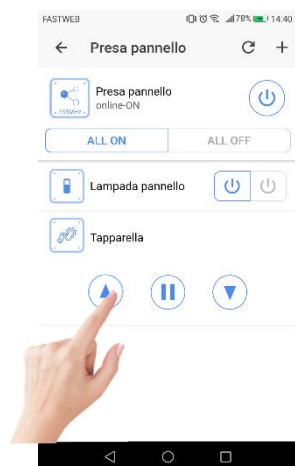 FASTWEB 78% 14:40
Presa pannello
Presa pannello
online-ON
ALL ON ALL OFF
Lampada pannello
Tapparella